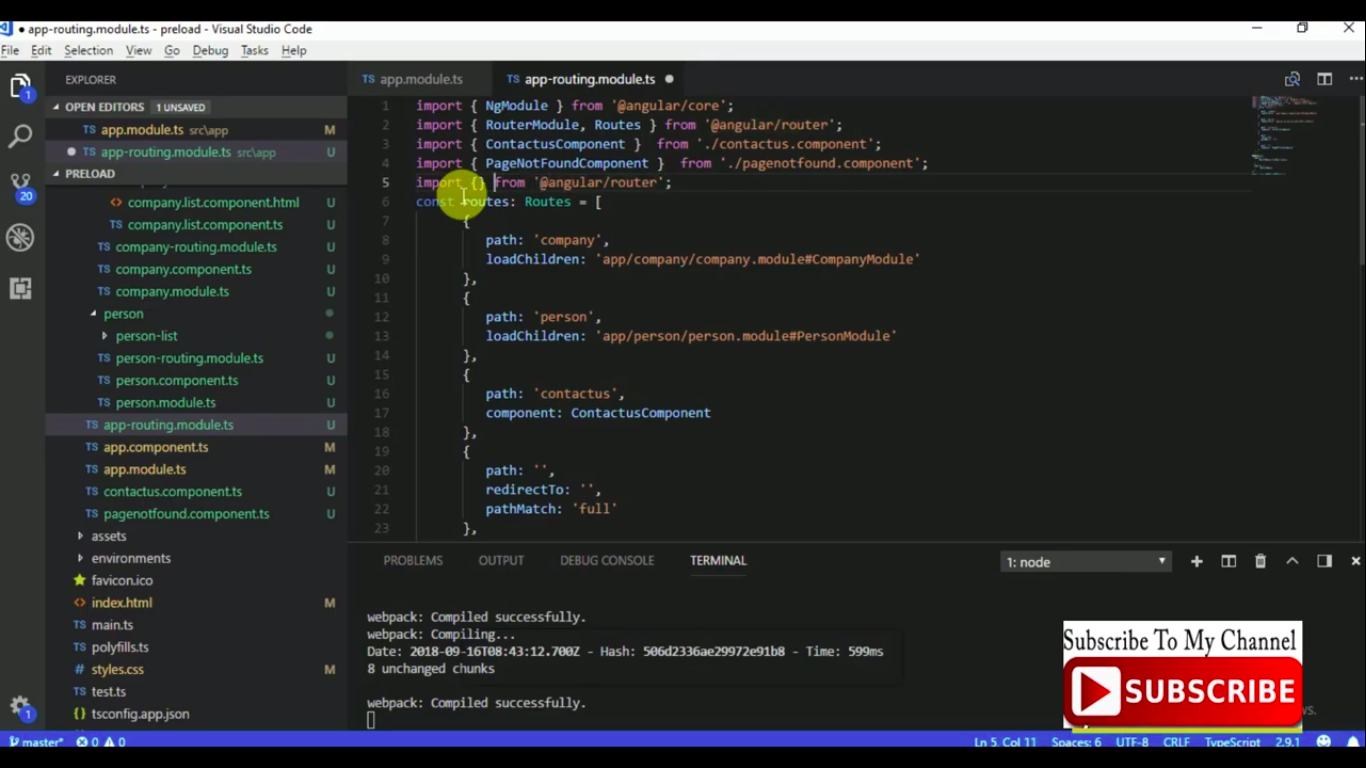 app-routing.module.ts - preload - Visual Studio Code
File Edit Selection View Go Debug Tasks Help
EXPLORER
OPEN EDITORS 1 UNSAVED
TS app.module.ts src\app M
TS app-routing.module.ts src\app U
PRELOAD
<> company.list.component.html U
TS company.list.component.ts U
TS company-routing.module.ts U
TS company.component.ts U
TS company.module.ts U
person
person-list
TS person-routing.module.ts U
TS person.component.ts U
TS person.module.ts U
TS app-routing.module.ts U
TS app.component.ts M
TS app.module.ts M
TS contactus.component.ts U
TS pagenotfound.component.ts U
assets
environments
favicon.ico
<> index.html M
TS main.ts
TS polyfills.ts
# styles.css M
TS test.ts
{} tsconfig.app.json
1
20
1
TS app.module.ts
TS app-routing.module.ts
1 import { NgModule } from '@angular/core';
2 import { RouterModule, Routes } from '@angular/router';
3 import { ContactusComponent } from './contactus.component';
4 import { PageNotFoundComponent } from './pagenotfound.component';
5 import {} from '@angular/router';
6 const routes: Routes = [
7 {
8 path: 'company',
9 loadChildren: 'app/company/company.module#CompanyModule'
10 },
11 {
12 path: 'person',
13 loadChildren: 'app/person/person.module#PersonModule'
14 },
15 {
16 path: 'contactus',
17 component: ContactusComponent
18 },
19 {
20 path: '',
21 redirectTo: '',
22 pathMatch: 'full'
23 },
PROBLEMS OUTPUT DEBUG CONSOLE TERMINAL 1: node
webpack: Compiled successfully.
webpack: Compiling...
Date: 2018-09-16T08:43:12.700Z - Hash: 506d2336ae29972e91b8 - Time: 599ms
8 unchanged chunks
webpack: Compiled successfully.
Subscribe To My Channel
SUBSCRIBE
master* 0 0 Ln 5, Col 11 Spaces: 6 UTF-8 CRLF TypeScript 2.9.1